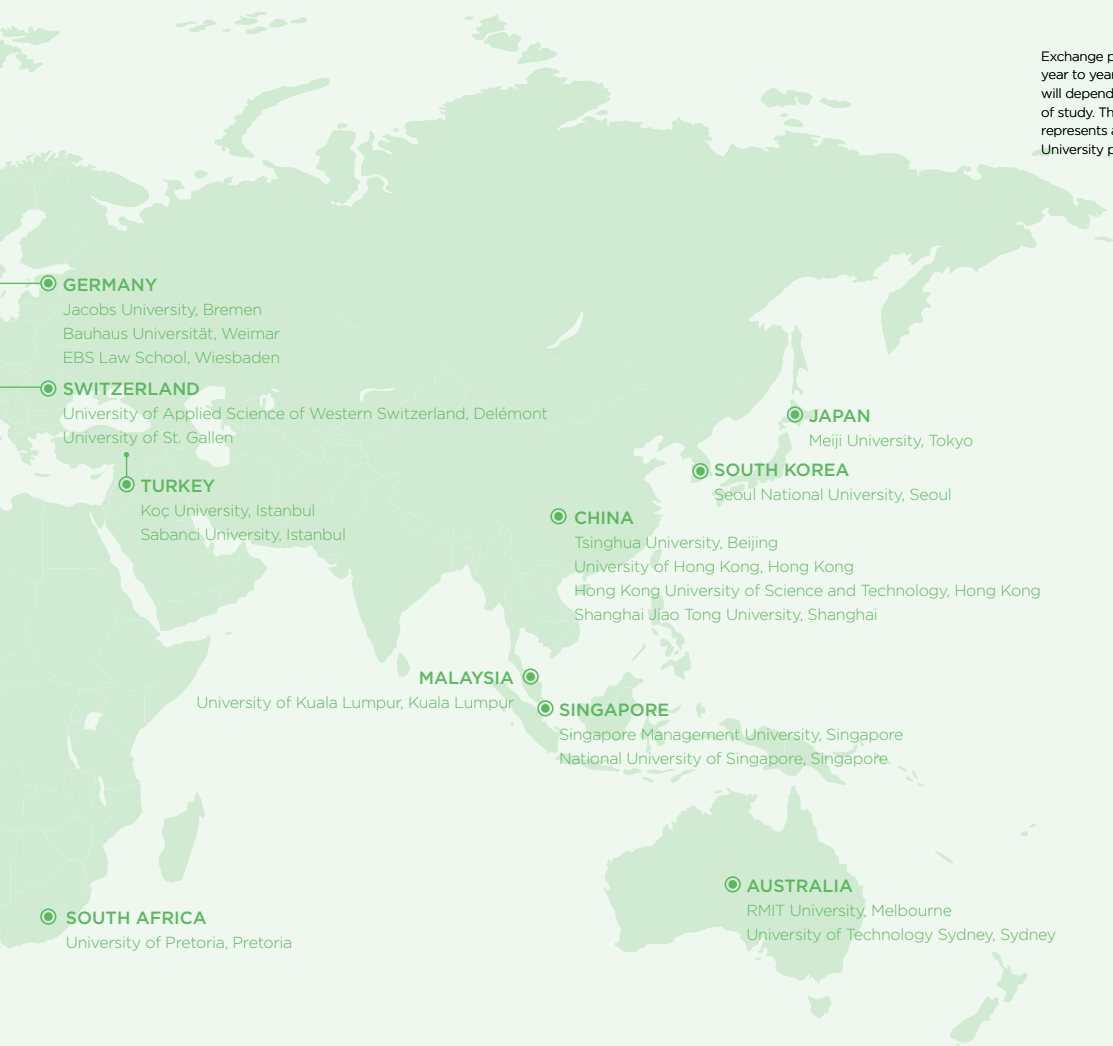 Exchange p
year to year
will depend
of study. Th
represents a
University p
GERMANY
Jacobs University, Bremen
Bauhaus Universität, Weimar
EBS Law School, Wiesbaden
SWITZERLAND
University of Applied Science of Western Switzerland, Delémont
University of St. Gallen
TURKEY
Koç University, Istanbul
Sabanci University, Istanbul
JAPAN
Meiji University, Tokyo
SOUTH KOREA
Seoul National University, Seoul
CHINA
Tsinghua University, Beijing
University of Hong Kong, Hong Kong
Hong Kong University of Science and Technology, Hong Kong
Shanghai Jiao Tong University, Shanghai
MALAYSIA
University of Kuala Lumpur, Kuala Lumpur
SINGAPORE
Singapore Management University, Singapore
National University of Singapore, Singapore
AUSTRALIA
RMIT University, Melbourne
University of Technology Sydney, Sydney
SOUTH AFRICA
University of Pretoria, Pretoria